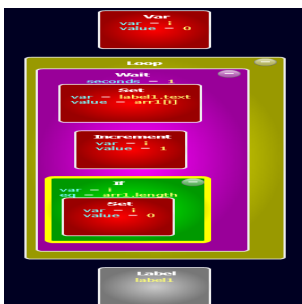 Var
var = i
value = 0
Loop
Wait
seconds = 1
Set
var = label1.text
value = arr1[i]
Increment
var = i
value = 1
If
var = i
eq = arr1.length
Set
var = i
value = 0
Label
label1